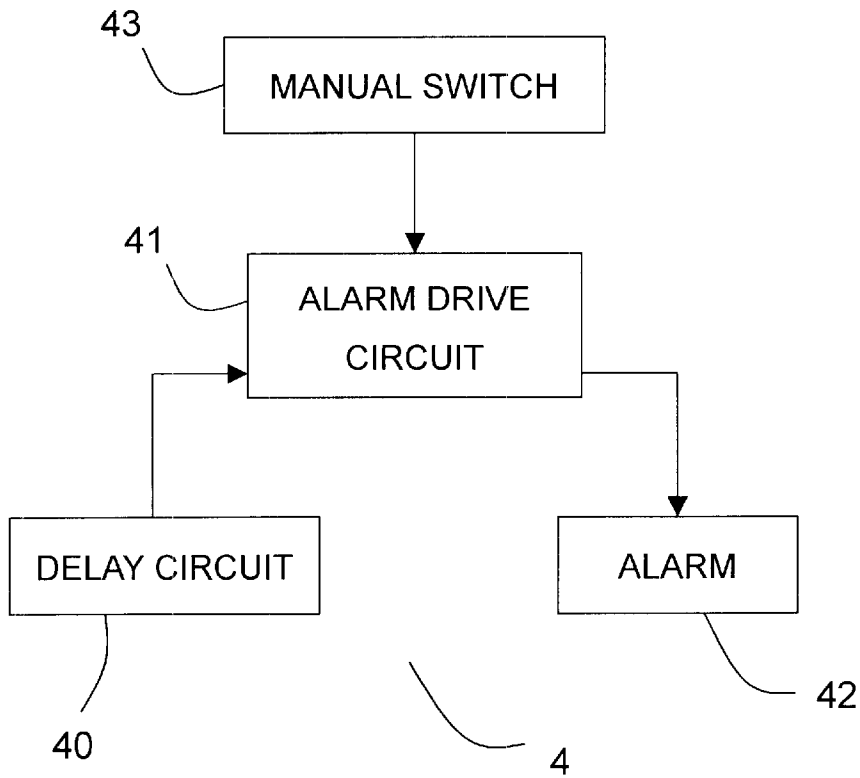 43
MANUAL SWITCH
41
ALARM DRIVE
CIRCUIT
DELAY CIRCUIT
ALARM
40
4
42